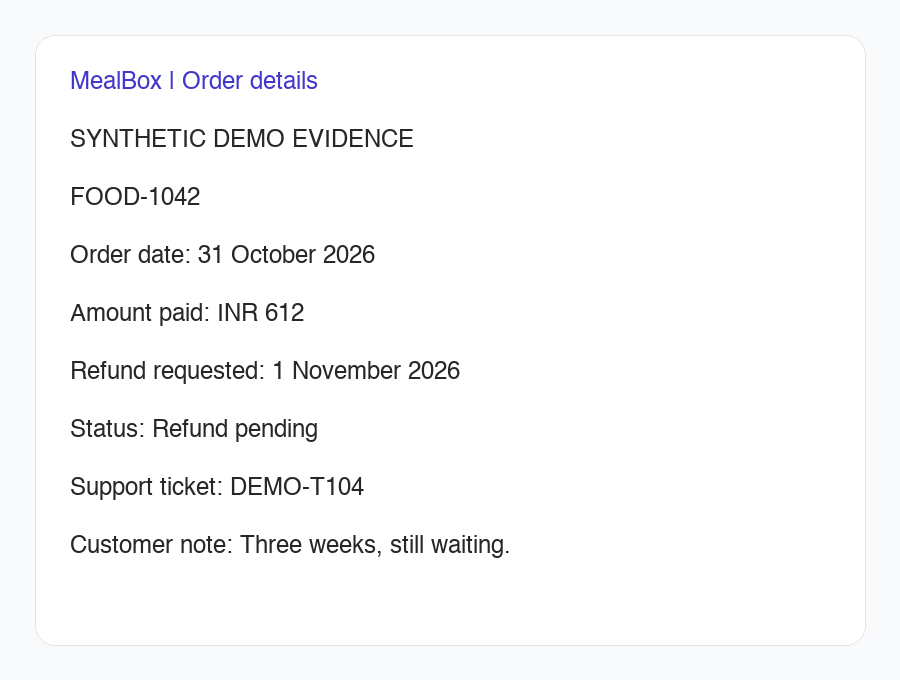 MealBox | Order details
SYNTHETIC DEMO EVIDENCE
FOOD-1042
Order date: 31 October 2026
Amount paid: INR 612
Refund requested: 1 November 2026
Status: Refund pending
Support ticket: DEMO-T104
Customer note: Three weeks, still waiting.